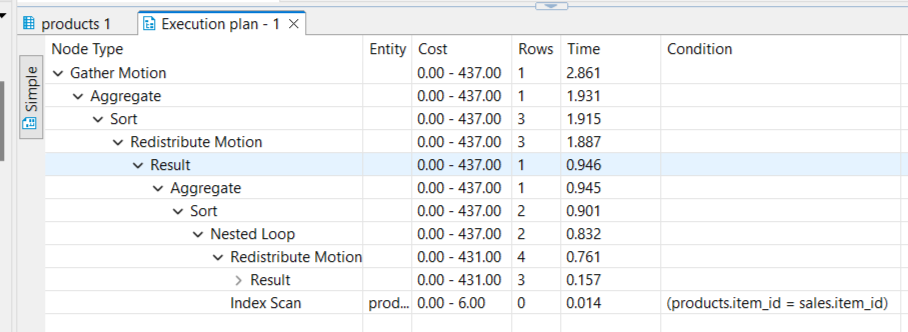 products 1 Execution plan - 1
Simple
Node Type Entity Cost Rows Time Condition
Gather Motion 0.00 - 437.00 1 2.861
Aggregate 0.00 - 437.00 1 1.931
Sort 0.00 - 437.00 3 1.915
Redistribute Motion 0.00 - 437.00 3 1.887
Result 0.00 - 437.00 1 0.946
Aggregate 0.00 - 437.00 1 0.945
Sort 0.00 - 437.00 2 0.901
Nested Loop 0.00 - 437.00 2 0.832
Redistribute Motion 0.00 - 431.00 4 0.761
Result 0.00 - 431.00 3 0.157
Index Scan prod... 0.00 - 6.00 0 0.014 (products.item_id = sales.item_id)